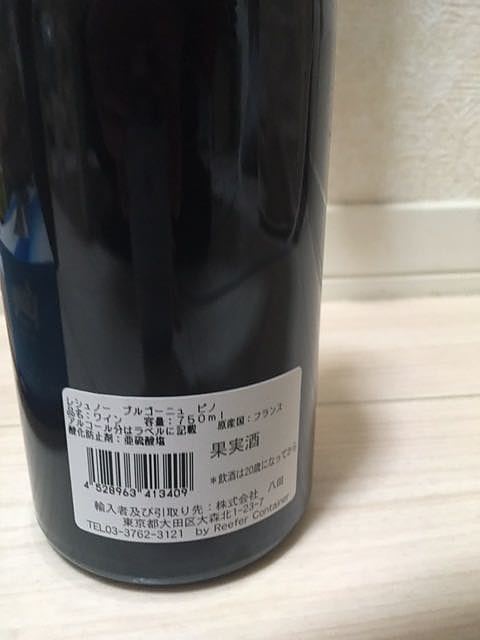 レシュノー ブルゴーニュ ピノ
品名：ワイン 容量：750ml
アルコール分はラベルに記載 原産国：フランス
酸化防止剤：亜硫酸塩
果実酒
4 528963 413409
＊飲酒は20歳になってから
輸入者及び引取り先：株式会社 八田
東京都大田区大森北1-23-7
TEL03-3762-3121 by Reefer Container